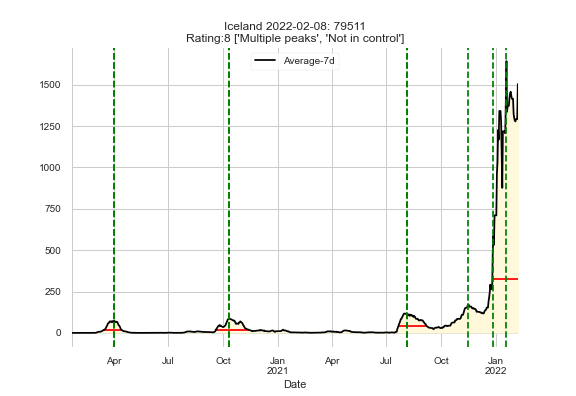 Iceland 2022-02-08: 79511
Rating:8 ['Multiple peaks', 'Not in control']
Average-7d
1500
1250
1000
750
500
250
0
Apr Jul Oct Jan Apr Jul Oct Jan
2021 2022
Date